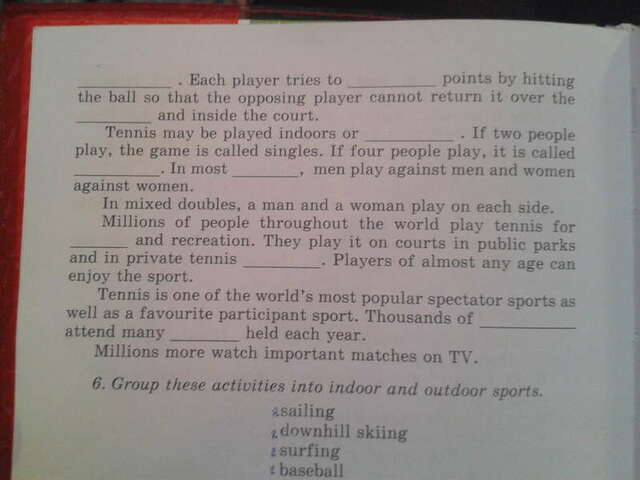 ____________ . Each player tries to ___________ points by hitting
the ball so that the opposing player cannot return it over the
_________ and inside the court.
Tennis may be played indoors or ___________ . If two people
play, the game is called singles. If four people play, it is called
___________. In most ________, men play against men and women
against women.
In mixed doubles, a man and a woman play on each side.
Millions of people throughout the world play tennis for
_______ and recreation. They play it on courts in public parks
and in private tennis _________. Players of almost any age can
enjoy the sport.
Tennis is one of the world's most popular spectator sports as
well as a favourite participant sport. Thousands of ___________
attend many ________ held each year.
Millions more watch important matches on TV.
6. Group these activities into indoor and outdoor sports.
sailing
downhill skiing
surfing
baseball